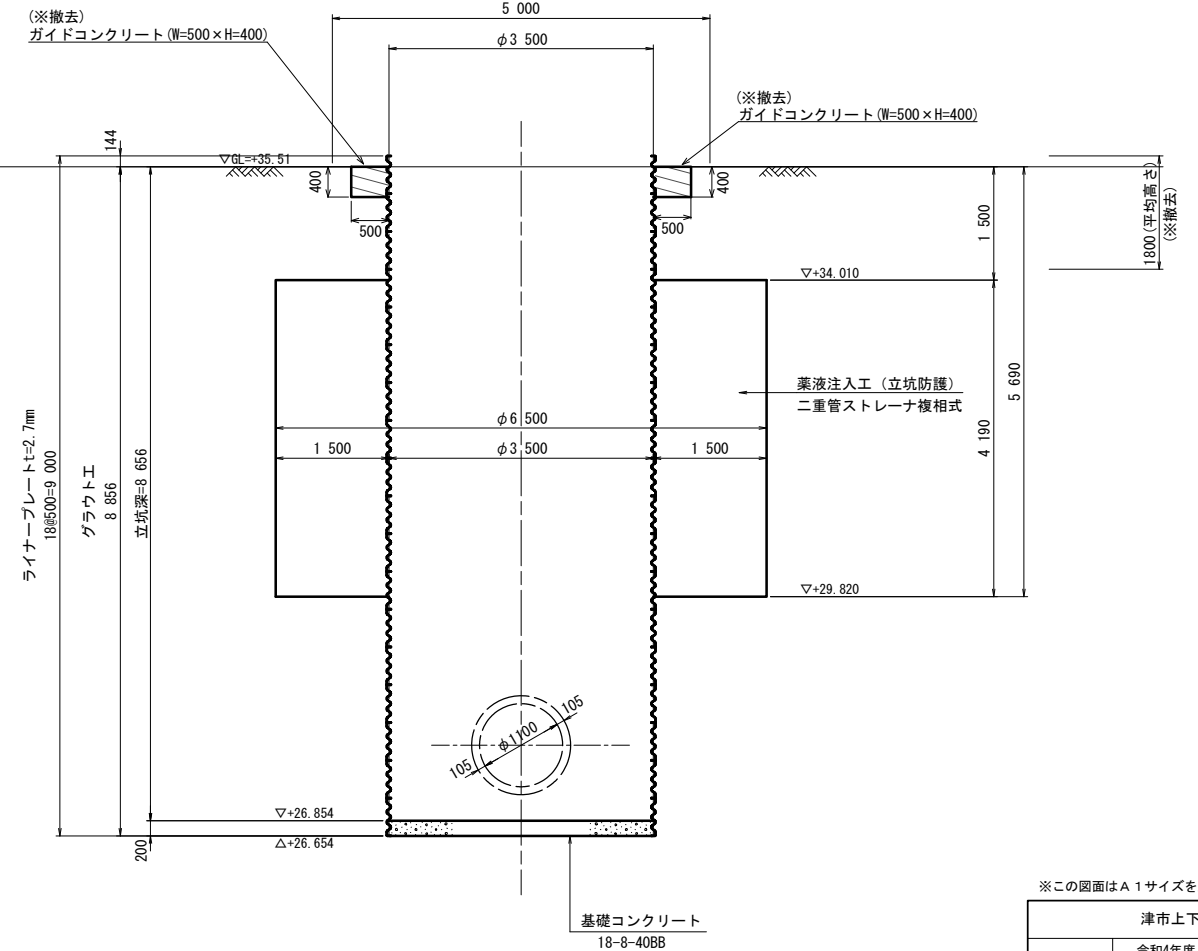 5 000
(※撤去)
ガイドコンクリート(W=500×H=400)
φ3 500
(※撤去)
ガイドコンクリート(W=500×H=400)
144
▽GL=+35.51
400
500
400
500
1 500
1800(平均高さ)
(※撤去)
▽+34.010
薬液注入工（立坑防護）
二重管ストレーナ複相式
φ6 500
1 500
φ3 500
1 500
4 190
5 690
ライナープレートt=2.7mm
18@500=9 000
グラウト工
8 856
立坑深=8 656
▽+29.820
105
φ1100
105
▽+26.854
△+26.654
200
基礎コンクリート
18-8-40BB
※この図面はA1サイズを
津市上下
令和4年度